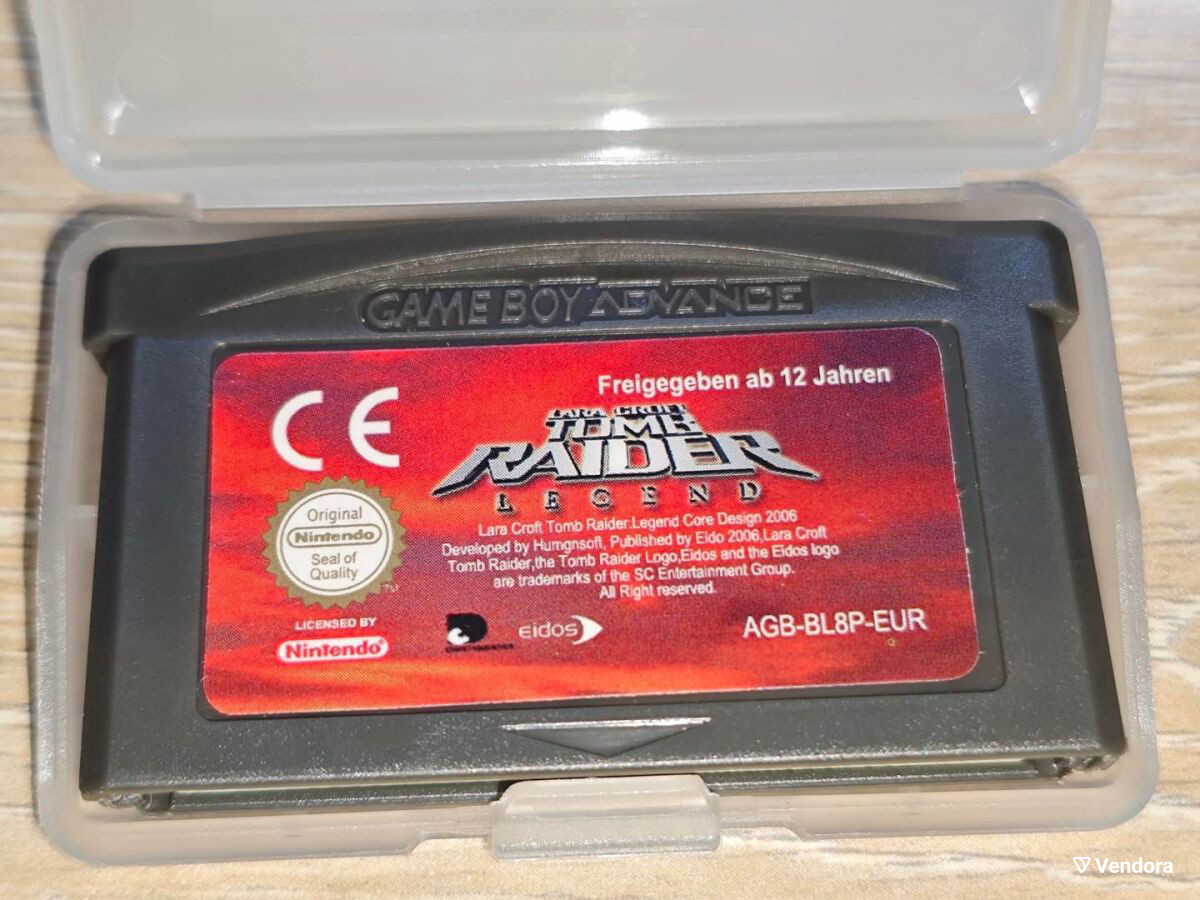 GAME BOY ADVANCE
CE
Freigegeben ab 12 Jahren
LARA CROFT
TOMB
RAIDER
LEGEND
Original
Nintendo
Seal of
Quality
TM
Lara Croft Tomb Raider:Legend Core Design 2006
Developed by Humgnsoft, Published by Eido 2006,Lara Croft
Tomb Raider,the Tomb Raider Logo,Eidos and the Eidos logo
are trademarks of the SC Entertainment Group.
All Right reserved.
LICENSED BY
Nintendo®
eidos
AGB-BL8P-EUR
Vendora